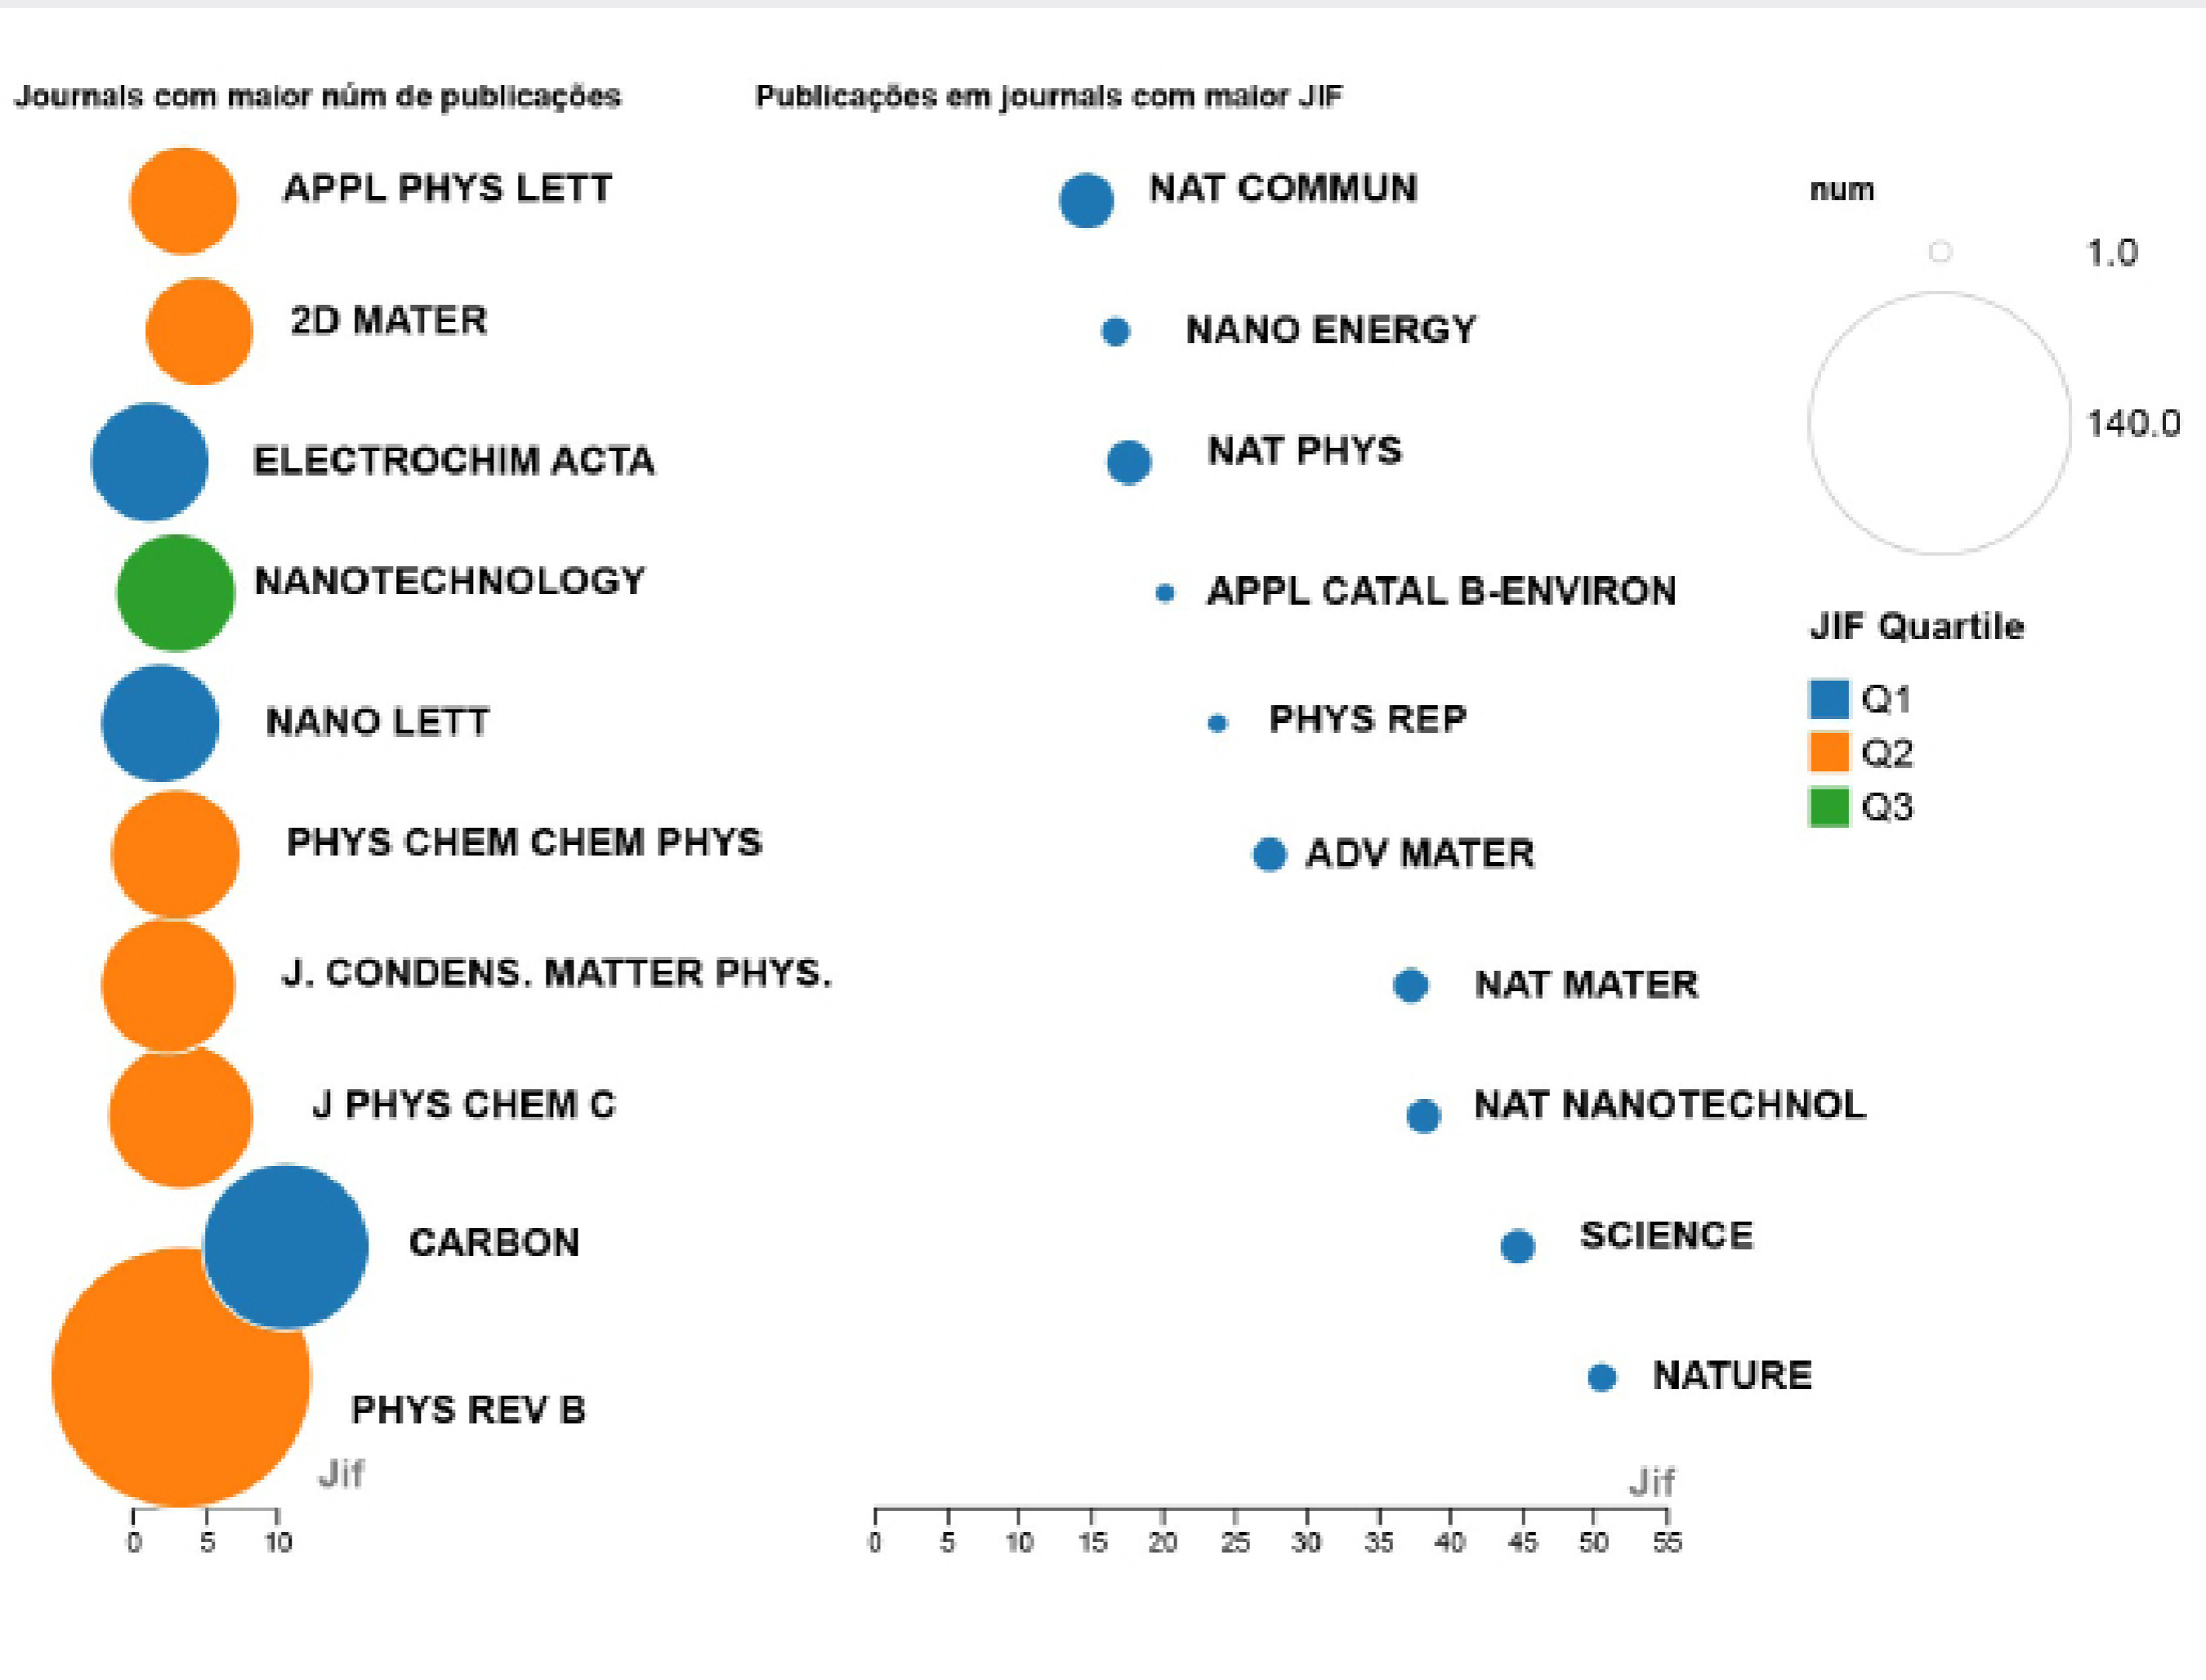 Journals com maior núm de publicações
APPL PHYS LETT
2D MATER
ELECTROCHIM ACTA
NANOTECHNOLOGY
NANO LETT
PHYS CHEM CHEM PHYS
J. CONDENS. MATTER PHYS.
J PHYS CHEM C
CARBON
PHYS REV B
Jif
0 5 10
Publicações em journals com maior JIF
NAT COMMUN
NANO ENERGY
NAT PHYS
APPL CATAL B-ENVIRON
PHYS REP
ADV MATER
NAT MATER
NAT NANOTECHNOL
SCIENCE
NATURE
Jif
0 5 10 15 20 25 30 35 40 45 50 55
num
1.0
140.0
JIF Quartile
Q1
Q2
Q3